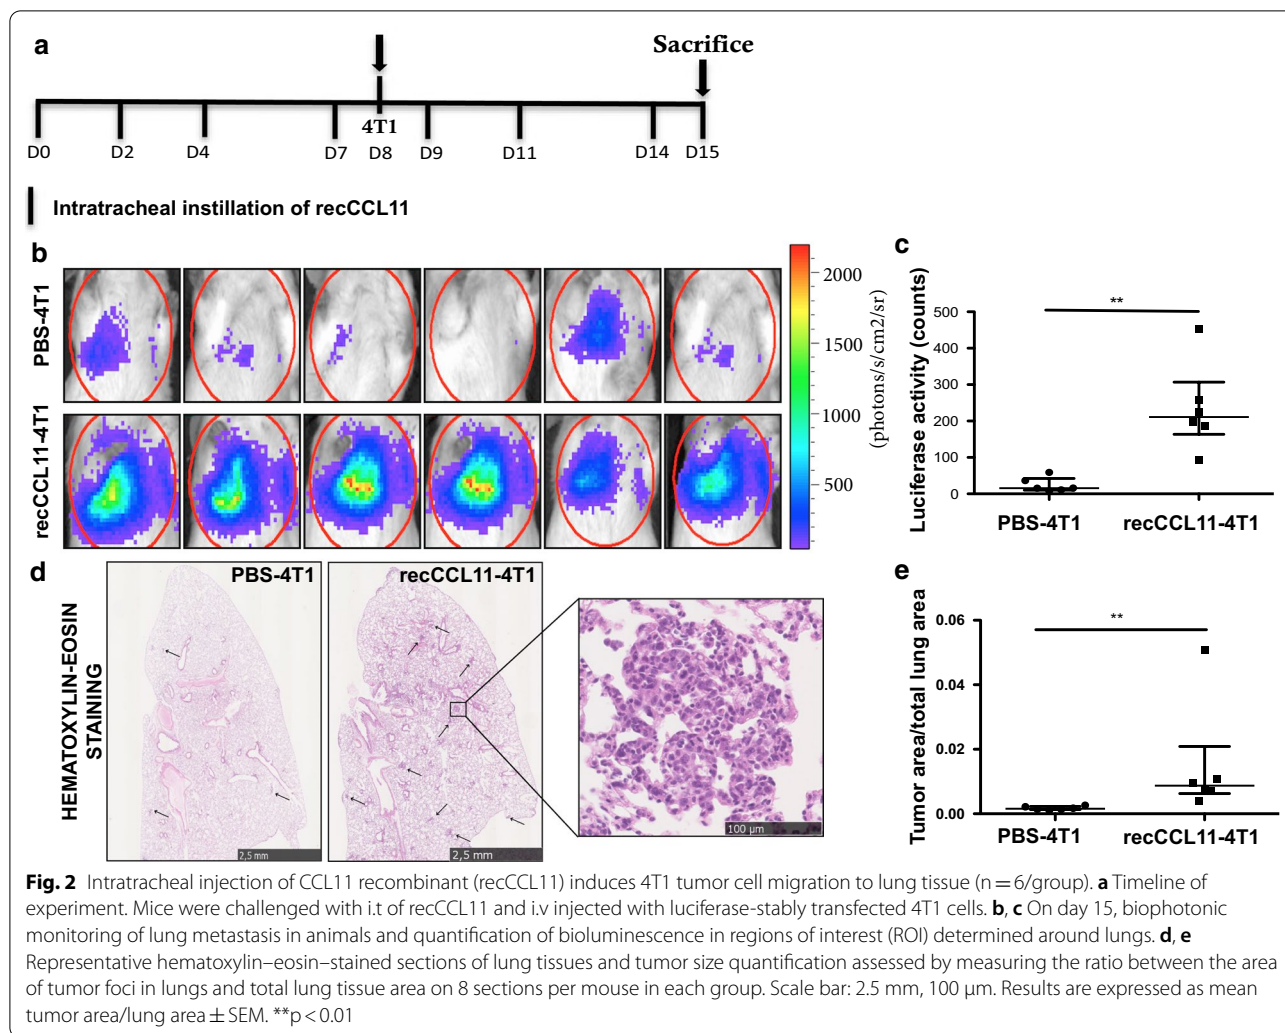 a
Sacrifice
4T1
D0 D2 D4 D7 D8 D9 D11 D14 D15
Intratracheal instillation of recCCL11
b
PBS-4T1
recCCL11-4T1
2000
1500
1000
500
(photons/s/cm2/sr)
c
Luciferase activity (counts)
500
400
300
200
100
0
**
PBS-4T1 recCCL11-4T1
d
HEMATOXYLIN-EOSIN
STAINING
PBS-4T1
2,5 mm
recCCL11-4T1
2,5 mm
100 µm
e
Tumor area/total lung area
0.06
0.04
0.02
0.00
**
PBS-4T1 recCCL11-4T1
Fig. 2 Intratracheal injection of CCL11 recombinant (recCCL11) induces 4T1 tumor cell migration to lung tissue (n = 6/group). a Timeline of
experiment. Mice were challenged with i.t of recCCL11 and i.v injected with luciferase-stably transfected 4T1 cells. b, c On day 15, biophotonic
monitoring of lung metastasis in animals and quantification of bioluminescence in regions of interest (ROI) determined around lungs. d, e
Representative hematoxylin–eosin–stained sections of lung tissues and tumor size quantification assessed by measuring the ratio between the area
of tumor foci in lungs and total lung tissue area on 8 sections per mouse in each group. Scale bar: 2.5 mm, 100 µm. Results are expressed as mean
tumor area/lung area ± SEM. **p < 0.01